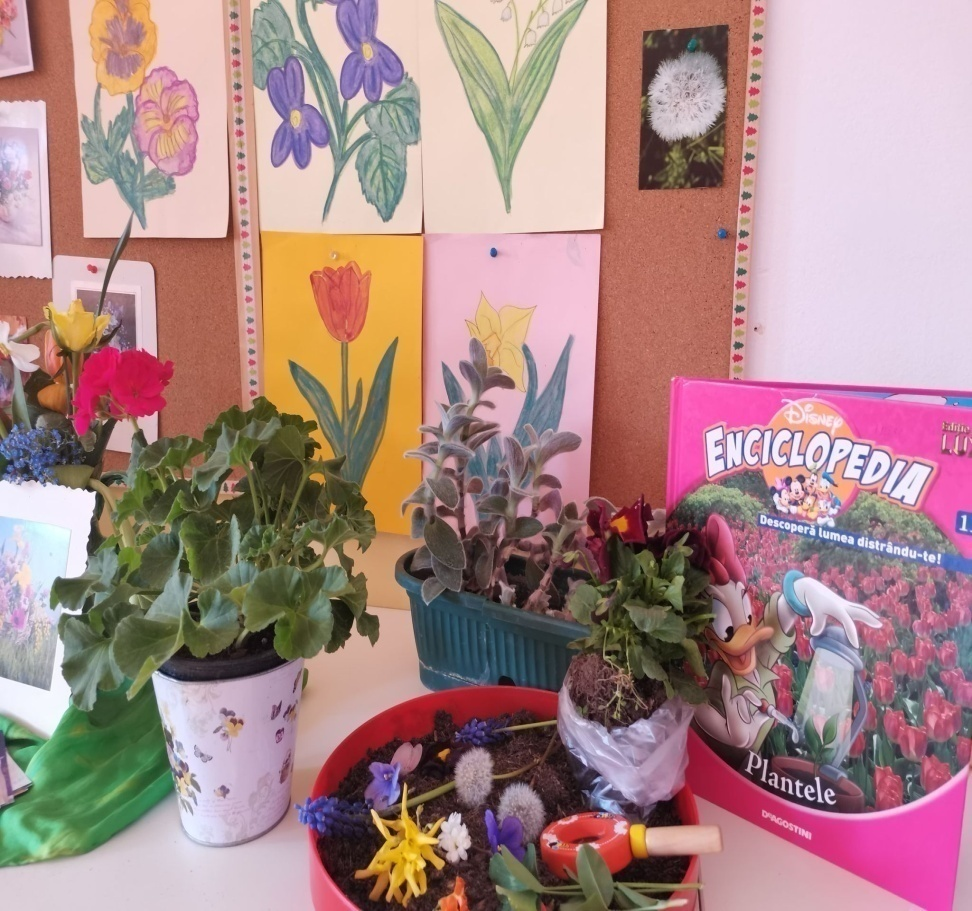 Disney
ENCICLOPEDIA
Descoperă lumea distrându-te!
Plantele
DeAGOSTINI